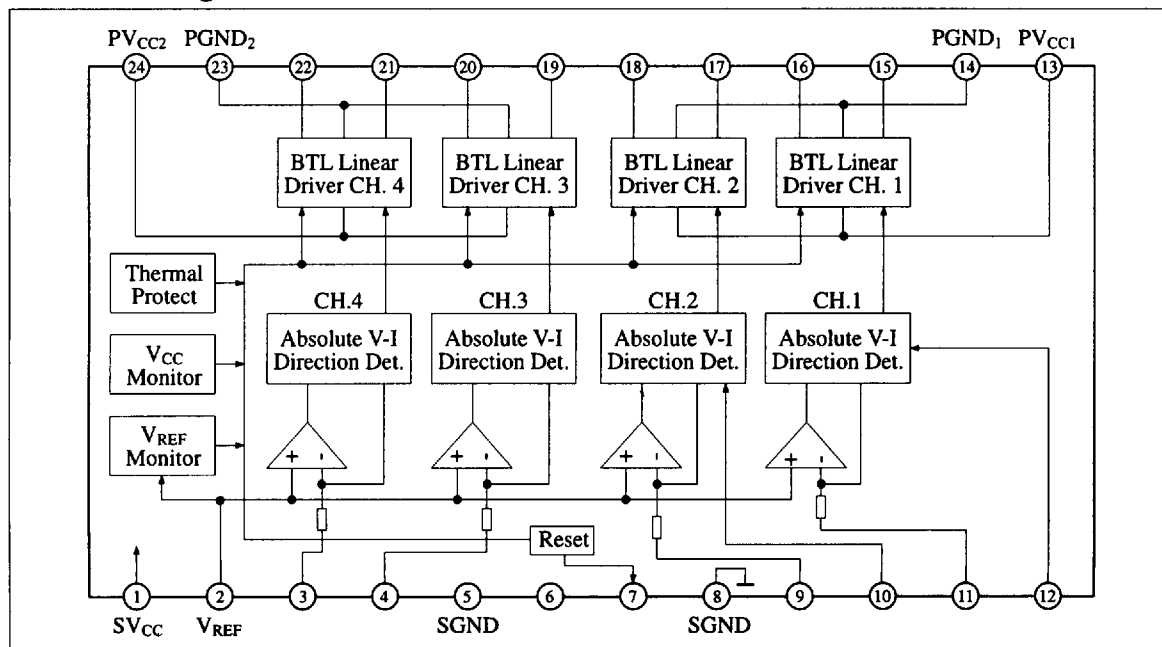 PVCC2 PGND2 PGND1 PVCC1
24 23 22 21 20 19 18 17 16 15 14 13
BTL Linear
Driver CH. 4
BTL Linear
Driver CH. 3
BTL Linear
Driver CH. 2
BTL Linear
Driver CH. 1
Thermal
Protect
VCC
Monitor
VREF
Monitor
CH.4
Absolute V-I
Direction Det.
CH.3
Absolute V-I
Direction Det.
CH.2
Absolute V-I
Direction Det.
CH.1
Absolute V-I
Direction Det.
+ - + - + - + -
Reset
1 2 3 4 5 6 7 8 9 10 11 12
SVCC VREF SGND SGND